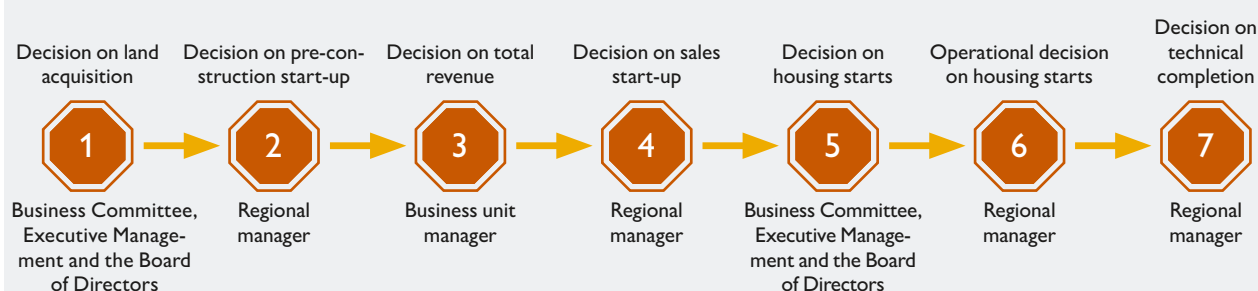 Decision on land
acquisition
1
Business Committee,
Executive Manage-
ment and the Board
of Directors
Decision on pre-con-
struction start-up
2
Regional
manager
Decision on total
revenue
3
Business unit
manager
Decision on sales
start-up
4
Regional
manager
Decision on
housing starts
5
Business Committee,
Executive Manage-
ment and the Board
of Directors
Operational decision
on housing starts
6
Regional
manager
Decision on
technical
completion
7
Regional
manager